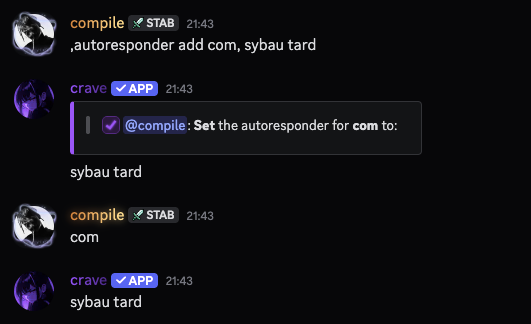 compile STAB 21:43
,autoresponder add com, sybau tard
crave APP 21:43
@compile: Set the autoresponder for com to:
sybau tard
compile STAB 21:43
com
crave APP 21:43
sybau tard